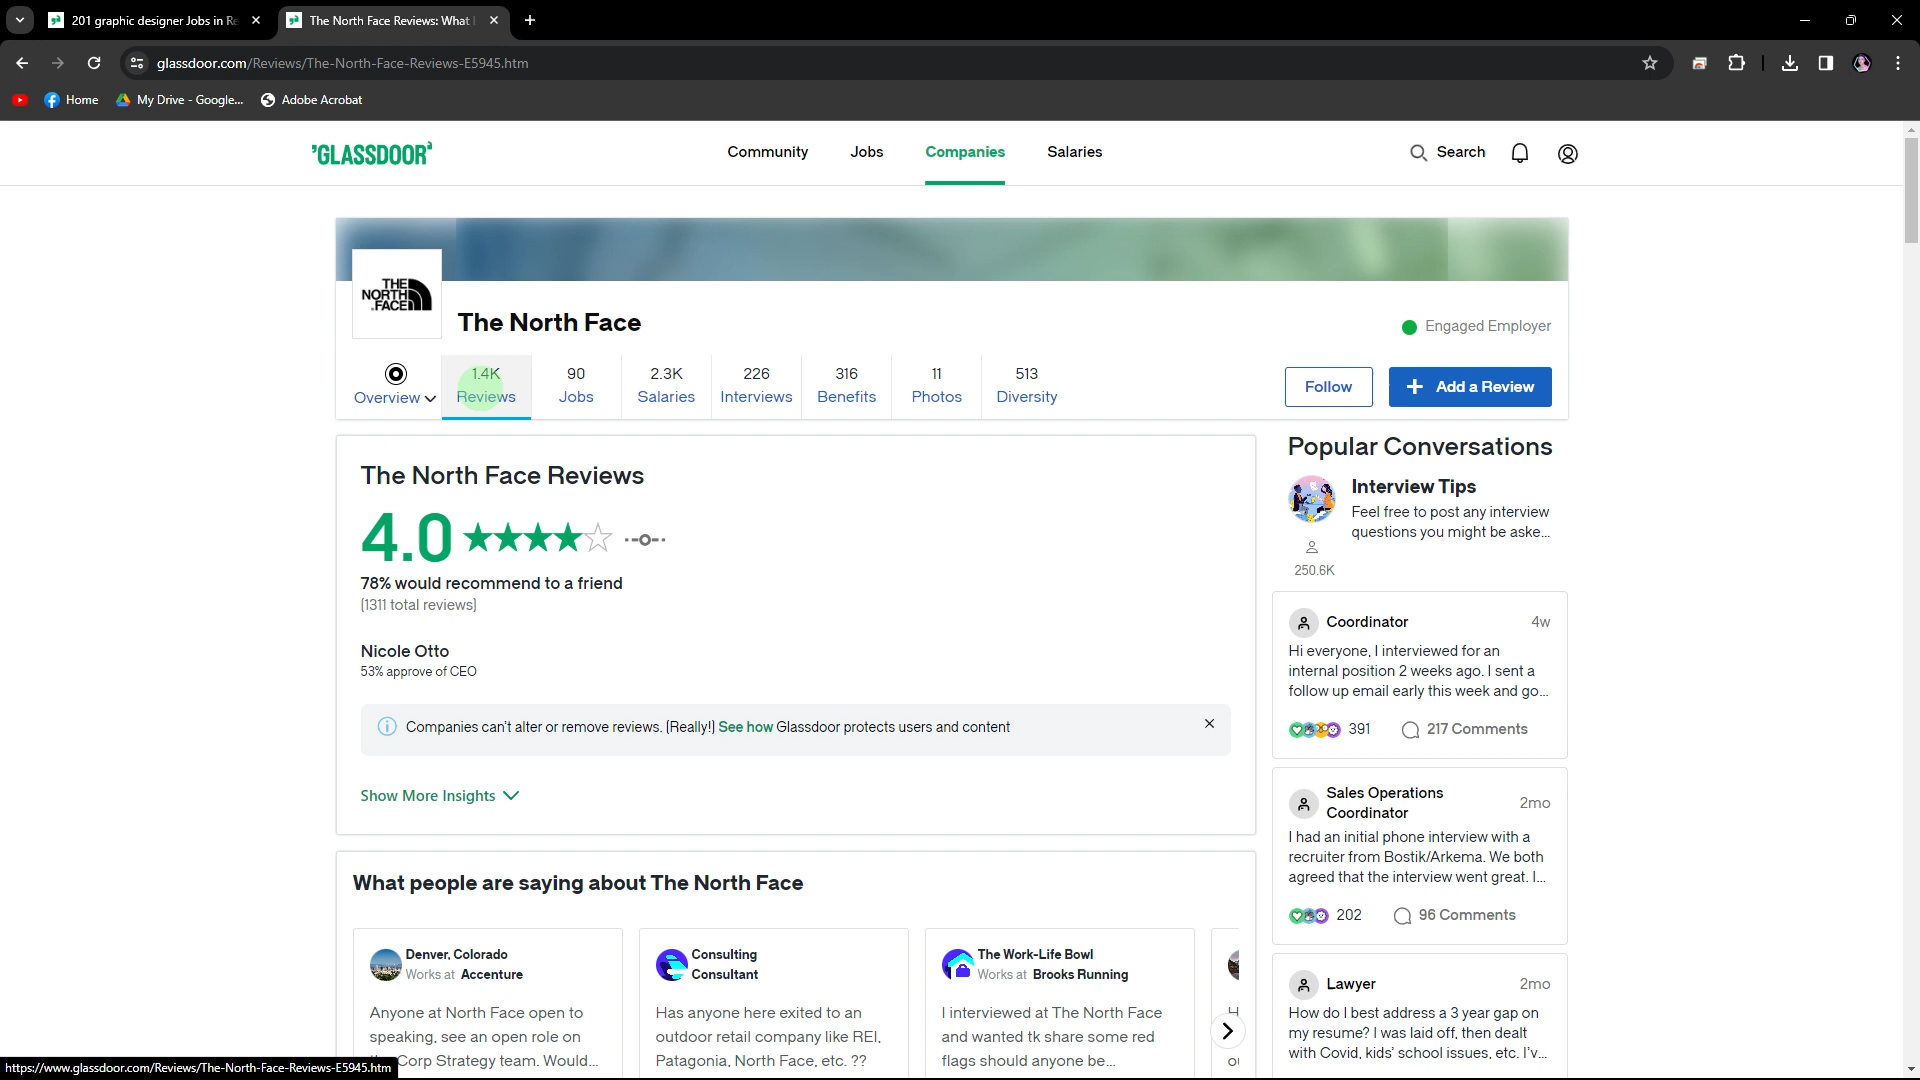 201 graphic designer Jobs in Re
The North Face Reviews: What
glassdoor.com/Reviews/The-North-Face-Reviews-E5945.htm
Home
My Drive - Google...
Adobe Acrobat
GLASSDOOR
Community
Jobs
Companies
Salaries
Search
THE
NORTH
FACE
The North Face
Engaged Employer
Overview
1.4K
Reviews
90
Jobs
2.3K
Salaries
226
Interviews
316
Benefits
11
Photos
513
Diversity
Follow
+ Add a Review
The North Face Reviews
4.0
78% would recommend to a friend
(1311 total reviews)
Nicole Otto
53% approve of CEO
Companies can't alter or remove reviews. (Really!) See how Glassdoor protects users and content
Show More Insights
What people are saying about The North Face
Denver, Colorado
Works at Accenture
Anyone at North Face open to
speaking, see an open role on
Corp Strategy team. Would...
Consulting
Consultant
Has anyone here exited to an
outdoor retail company like REI,
Patagonia, North Face, etc. ??
The Work-Life Bowl
Works at Brooks Running
I interviewed at The North Face
and wanted tk share some red
flags should anyone be...
Popular Conversations
Interview Tips
Feel free to post any interview
questions you might be aske...
250.6K
Coordinator
4w
Hi everyone, I interviewed for an
internal position 2 weeks ago. I sent a
follow up email early this week and go...
391
217 Comments
Sales Operations
Coordinator
2mo
I had an initial phone interview with a
recruiter from Bostik/Arkema. We both
agreed that the interview went great. I...
202
96 Comments
Lawyer
2mo
How do I best address a 3 year gap on
my resume? I was laid off, then dealt
with Covid, kids' school issues, etc. I'v...
https://www.glassdoor.com/Reviews/The-North-Face-Reviews-E5945.htm